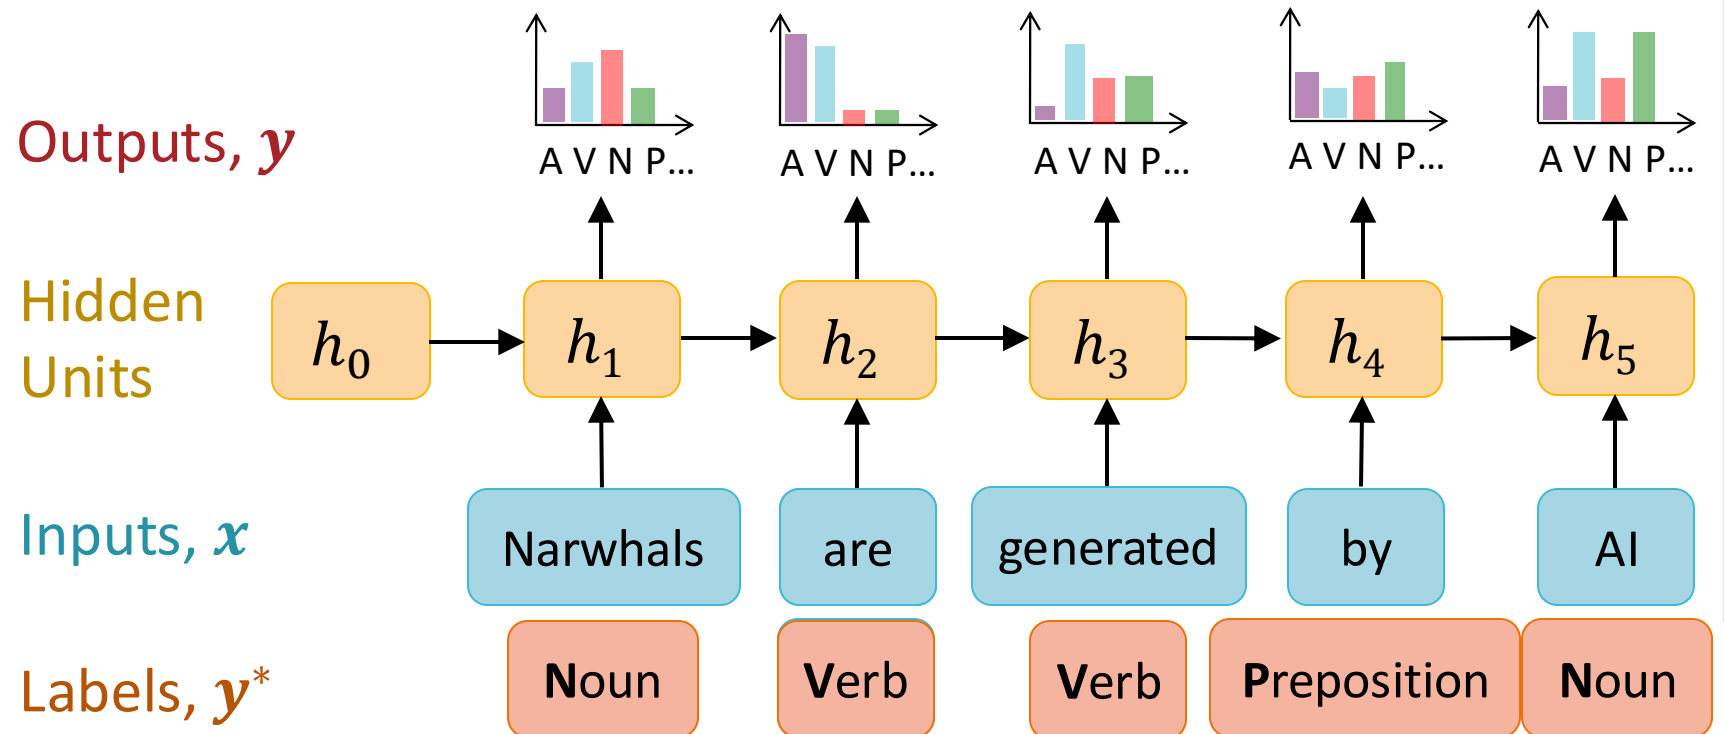 A V N P...
A V N P...
A V N P...
A V N P...
A V N P...
Outputs, y
Hidden
Units
h0
h1
h2
h3
h4
h5
Inputs, x
Narwhals
are
generated
by
AI
Labels, y*
Noun
Verb
Verb
Preposition
Noun